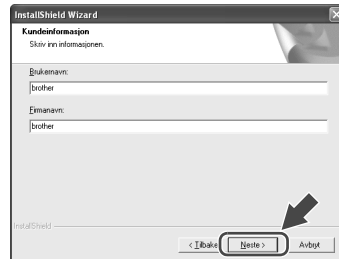 InstallShield Wizard
Kundeinformasjon
Skriv inn informasjonen.
Brukernavn:
brother
Firmanavn:
brother
InstallShield
< Tilbake
Neste >
Avbryt